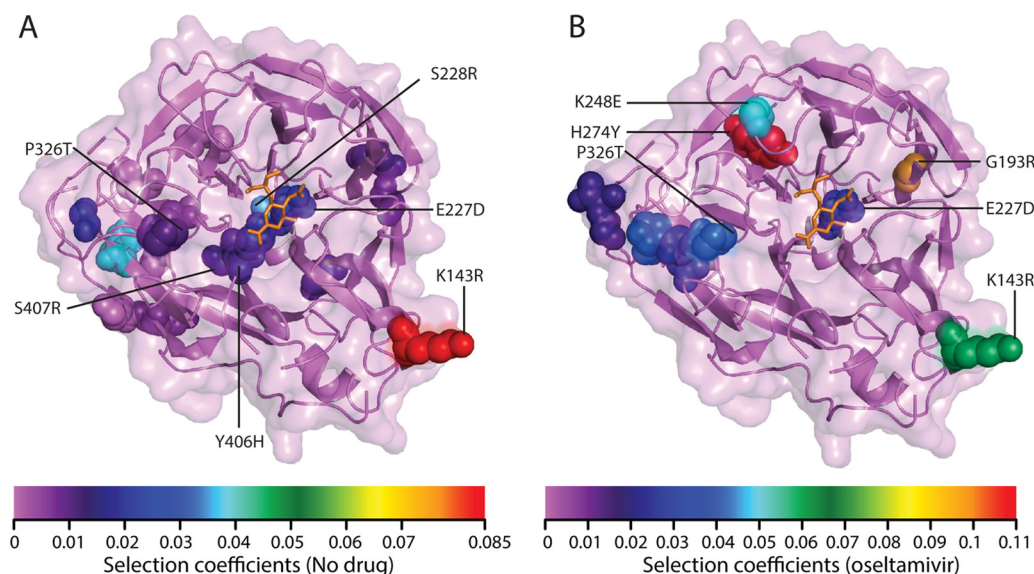 A
S228R
P326T
E227D
K143R
S407R
Y406H
0 0.01 0.02 0.03 0.04 0.05 0.06 0.07 0.085
Selection coefficients (No drug)
B
K248E
H274Y
P326T
G193R
E227D
K143R
0 0.01 0.02 0.03 0.04 0.05 0.06 0.07 0.08 0.09 0.1 0.11
Selection coefficients (oseltamivir)